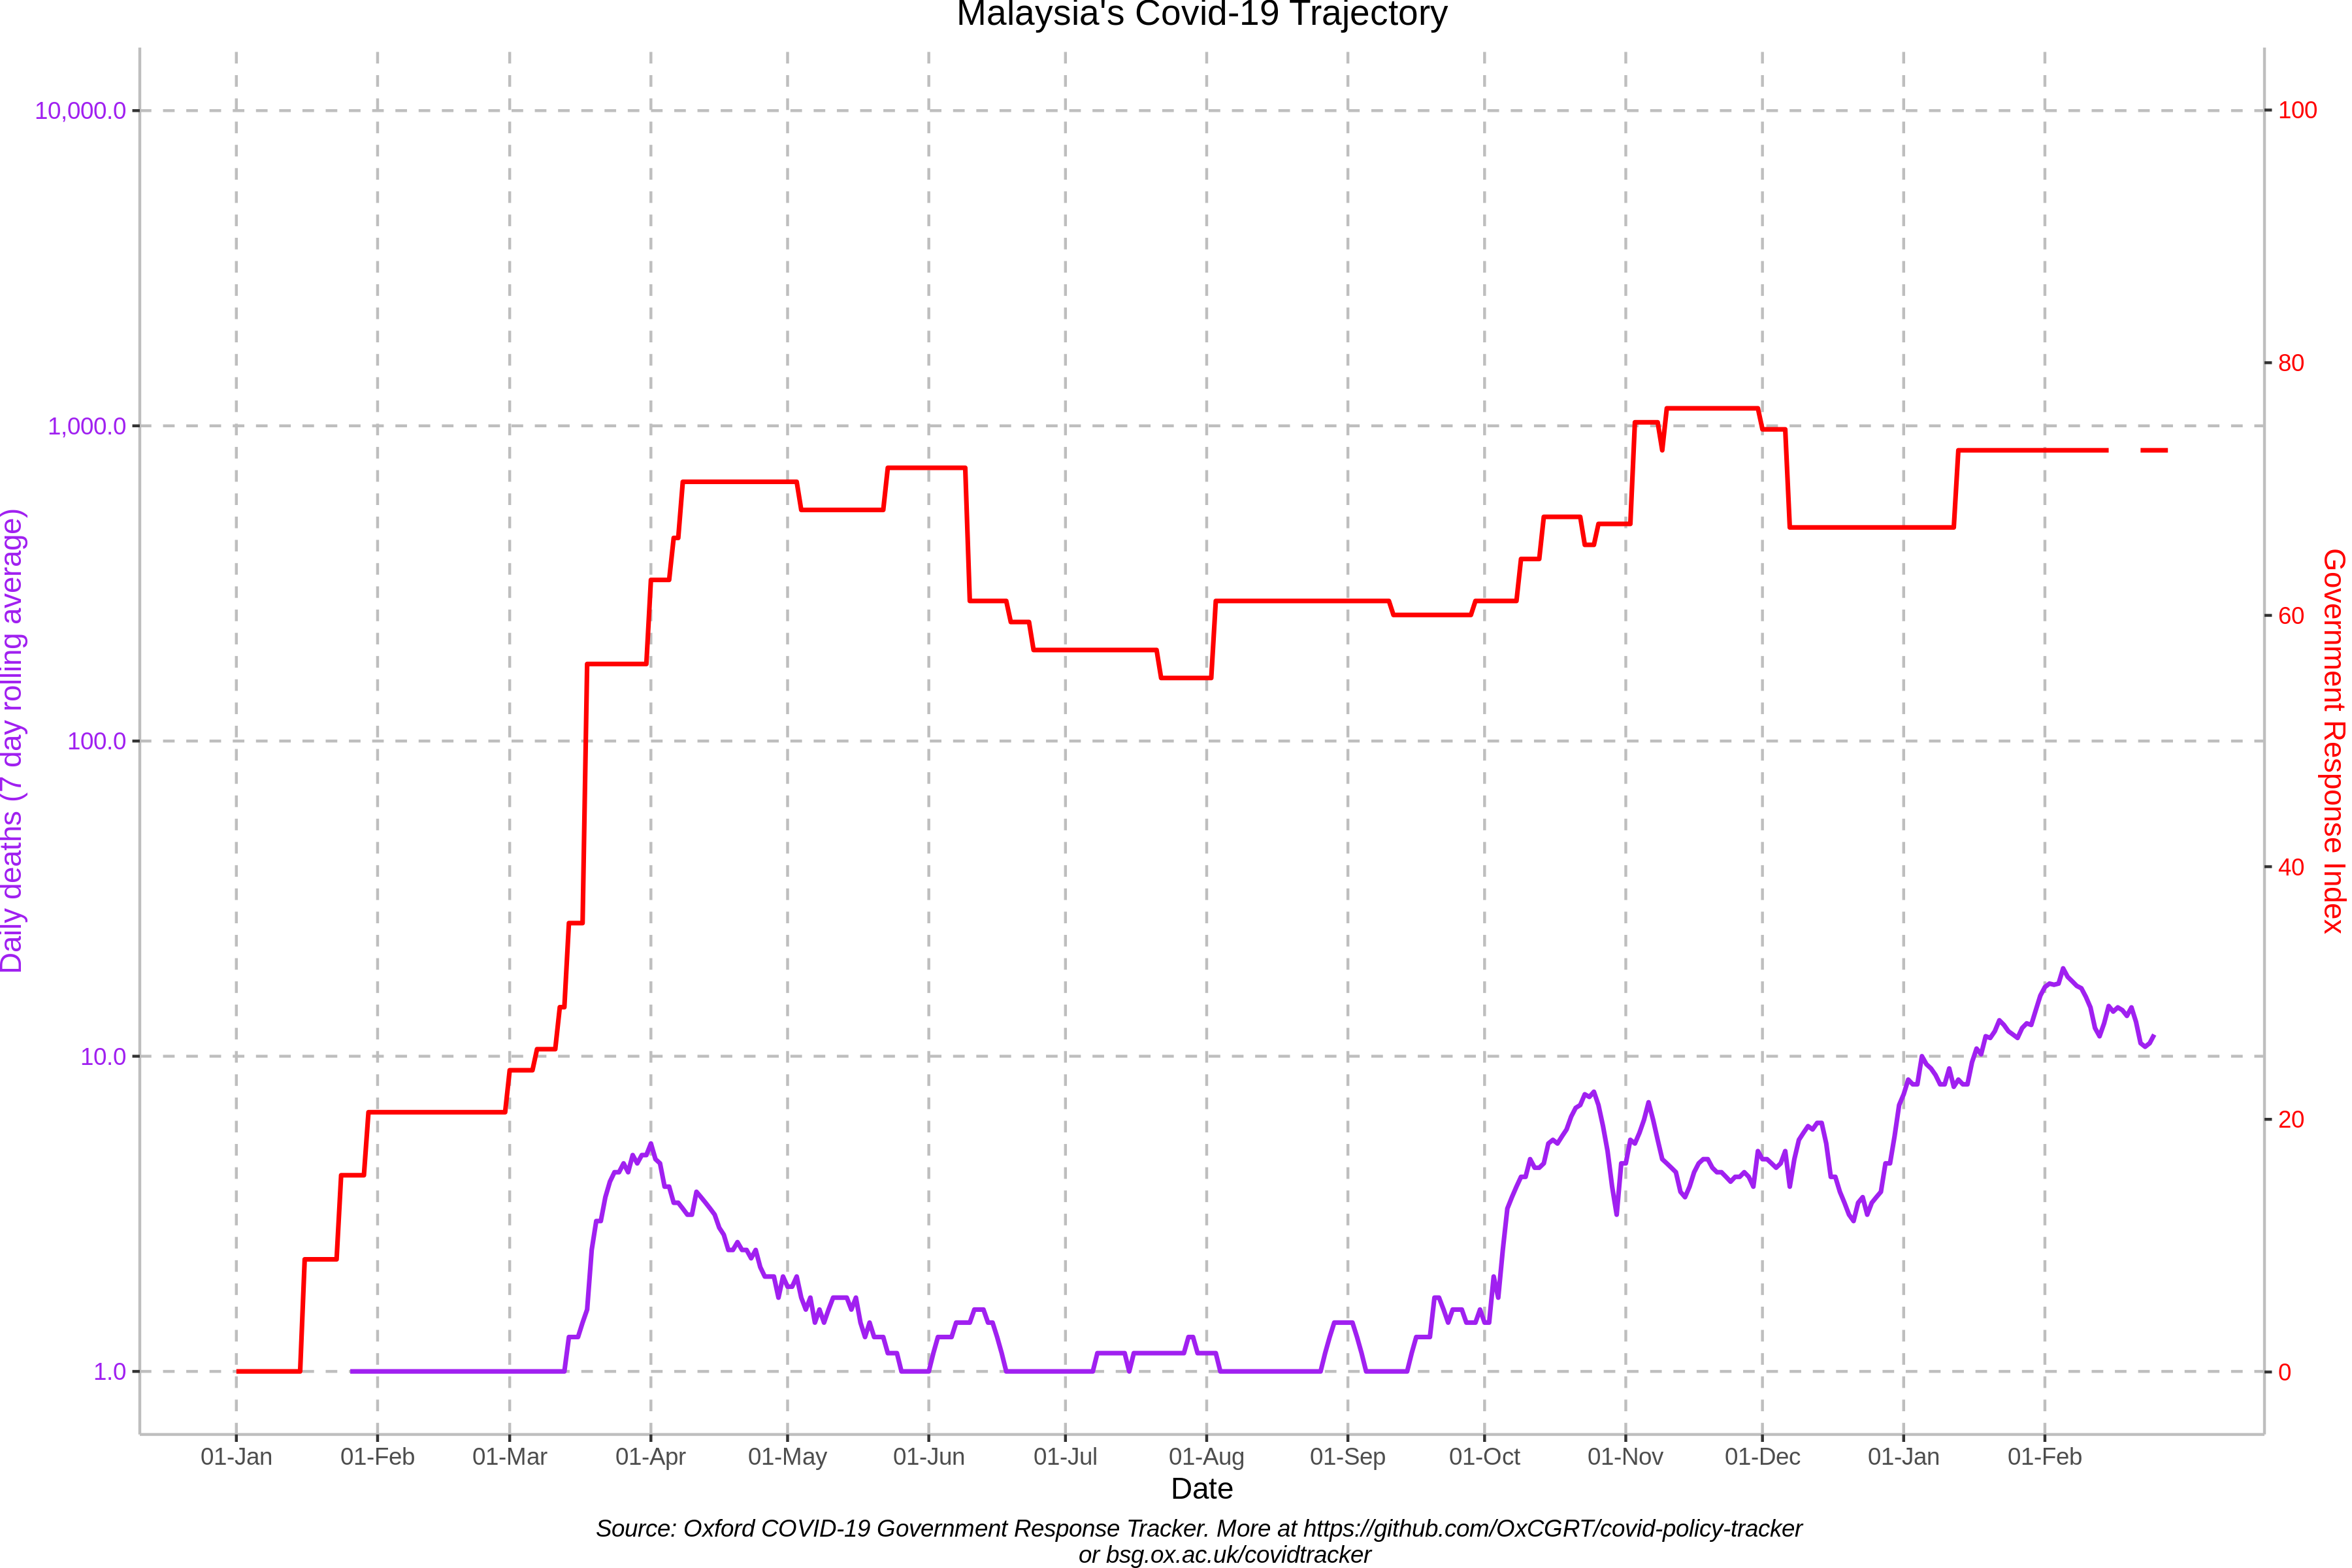 Malaysia's Covid-19 Trajectory
10,000.0
1,000.0
100.0
10.0
1.0
Daily deaths (7 day rolling average)
100
80
60
40
20
0
Government Response Index
01-Jan 01-Feb 01-Mar 01-Apr 01-May 01-Jun 01-Jul 01-Aug 01-Sep 01-Oct 01-Nov 01-Dec 01-Jan 01-Feb
Date
Source: Oxford COVID-19 Government Response Tracker. More at https://github.com/OxCGRT/covid-policy-tracker
or bsg.ox.ac.uk/covidtracker